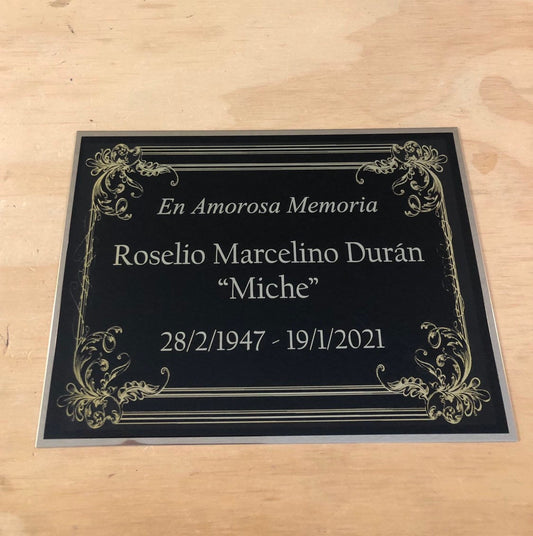 En Amorosa Memoria
Roselio Marcelino Durán
“Miche”
28/2/1947 - 19/1/2021